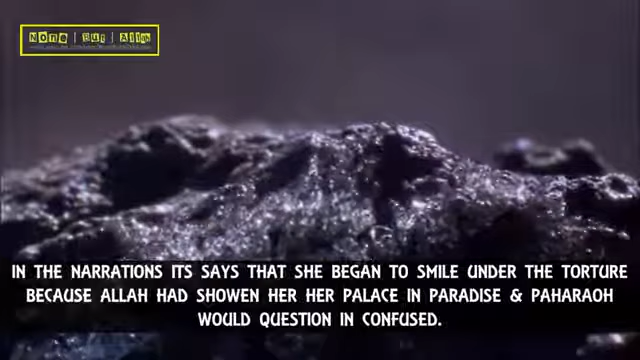 None | But | Allah
IN THE NARRATIONS ITS SAYS THAT SHE BEGAN TO SMILE UNDER THE TORTURE
BECAUSE ALLAH HAD SHOWEN HER HER PALACE IN PARADISE & PAHARAOH
WOULD QUESTION IN CONFUSED.